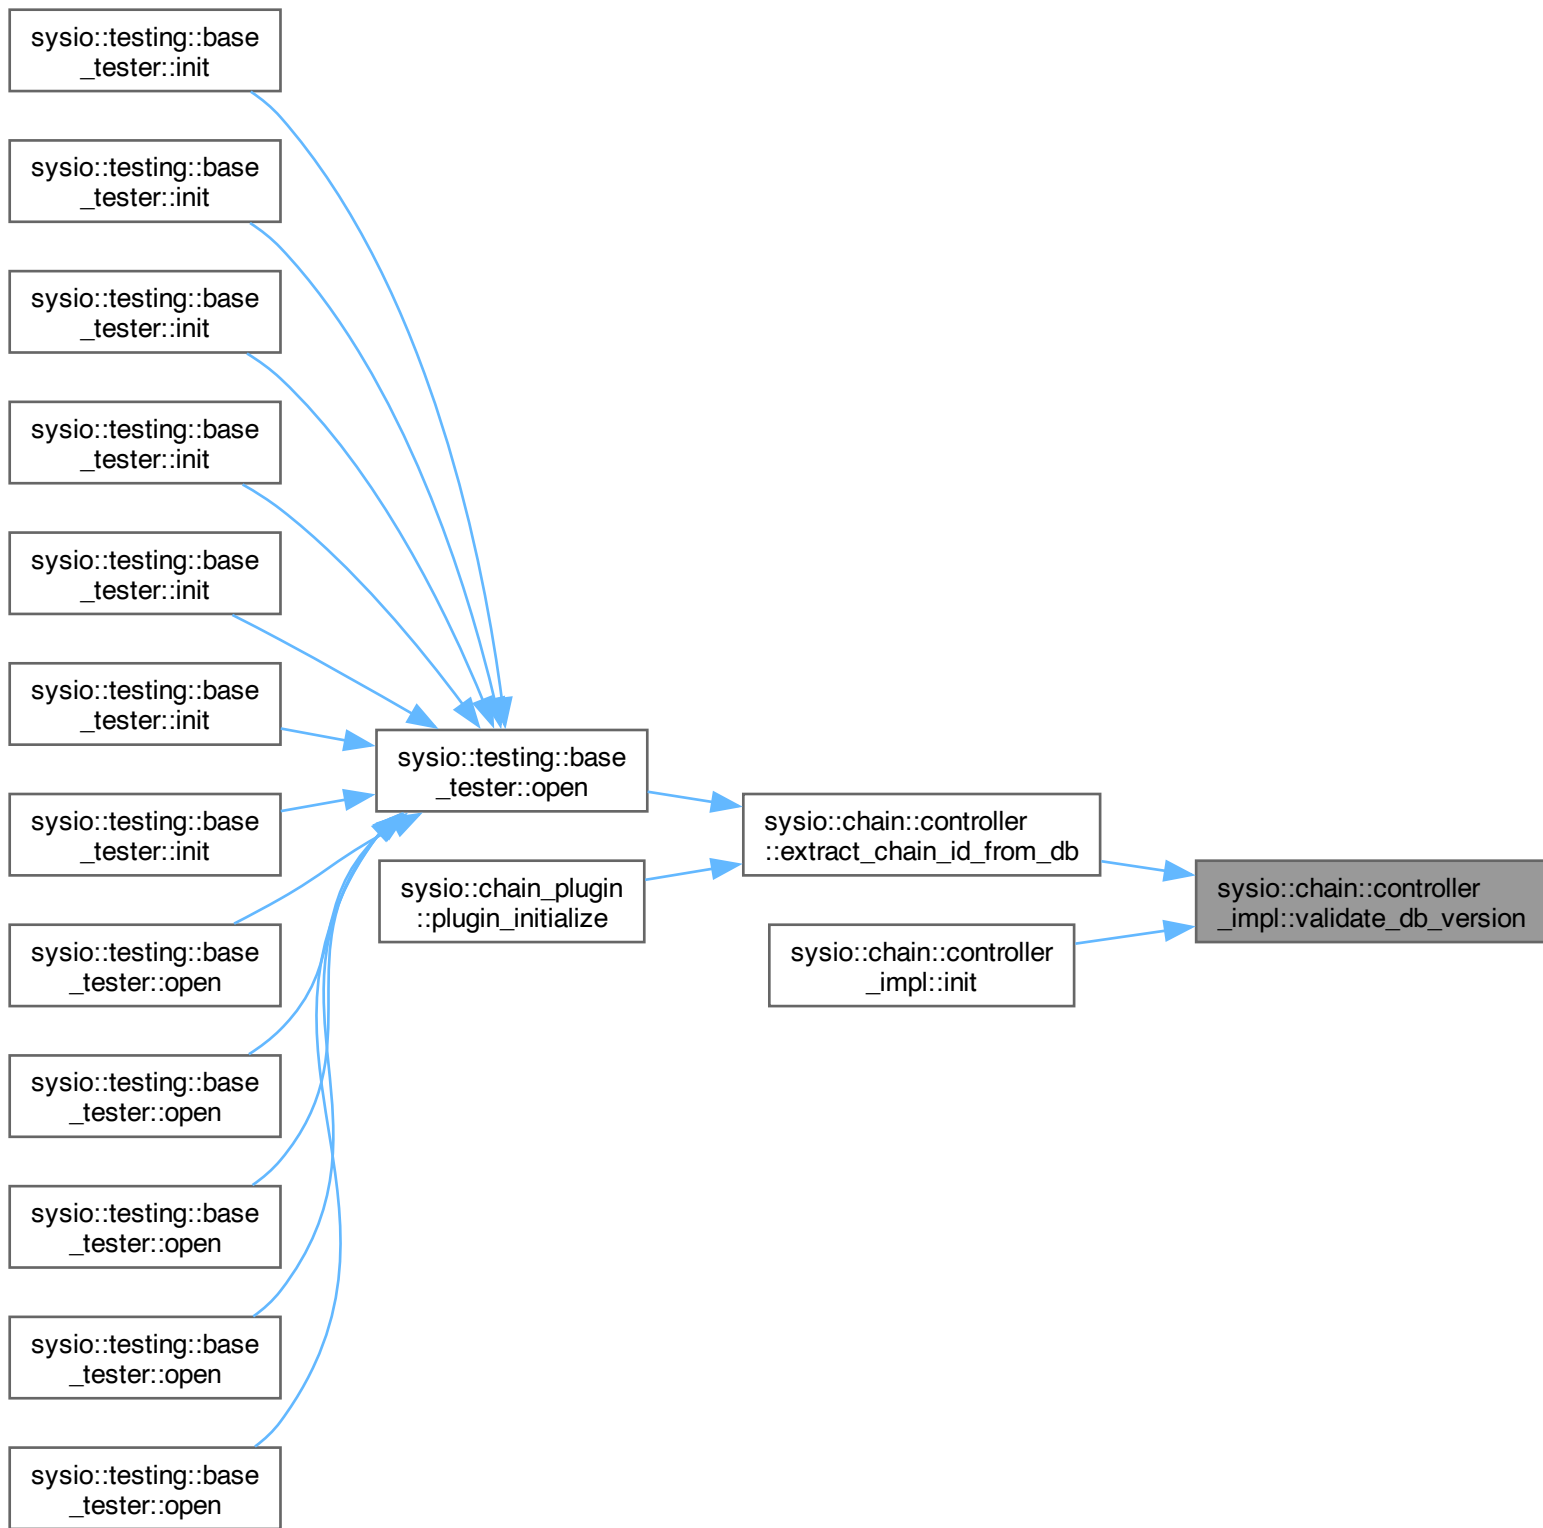 sysio::testing::base
_tester::init
sysio::testing::base
_tester::init
sysio::testing::base
_tester::init
sysio::testing::base
_tester::init
sysio::testing::base
_tester::init
sysio::testing::base
_tester::init
sysio::testing::base
_tester::init
sysio::testing::base
_tester::open
sysio::testing::base
_tester::open
sysio::testing::base
_tester::open
sysio::testing::base
_tester::open
sysio::testing::base
_tester::open
sysio::testing::base
_tester::open
sysio::chain_plugin
::plugin_initialize
sysio::chain::controller
::extract_chain_id_from_db
sysio::chain::controller
_impl::init
sysio::chain::controller
_impl::validate_db_version